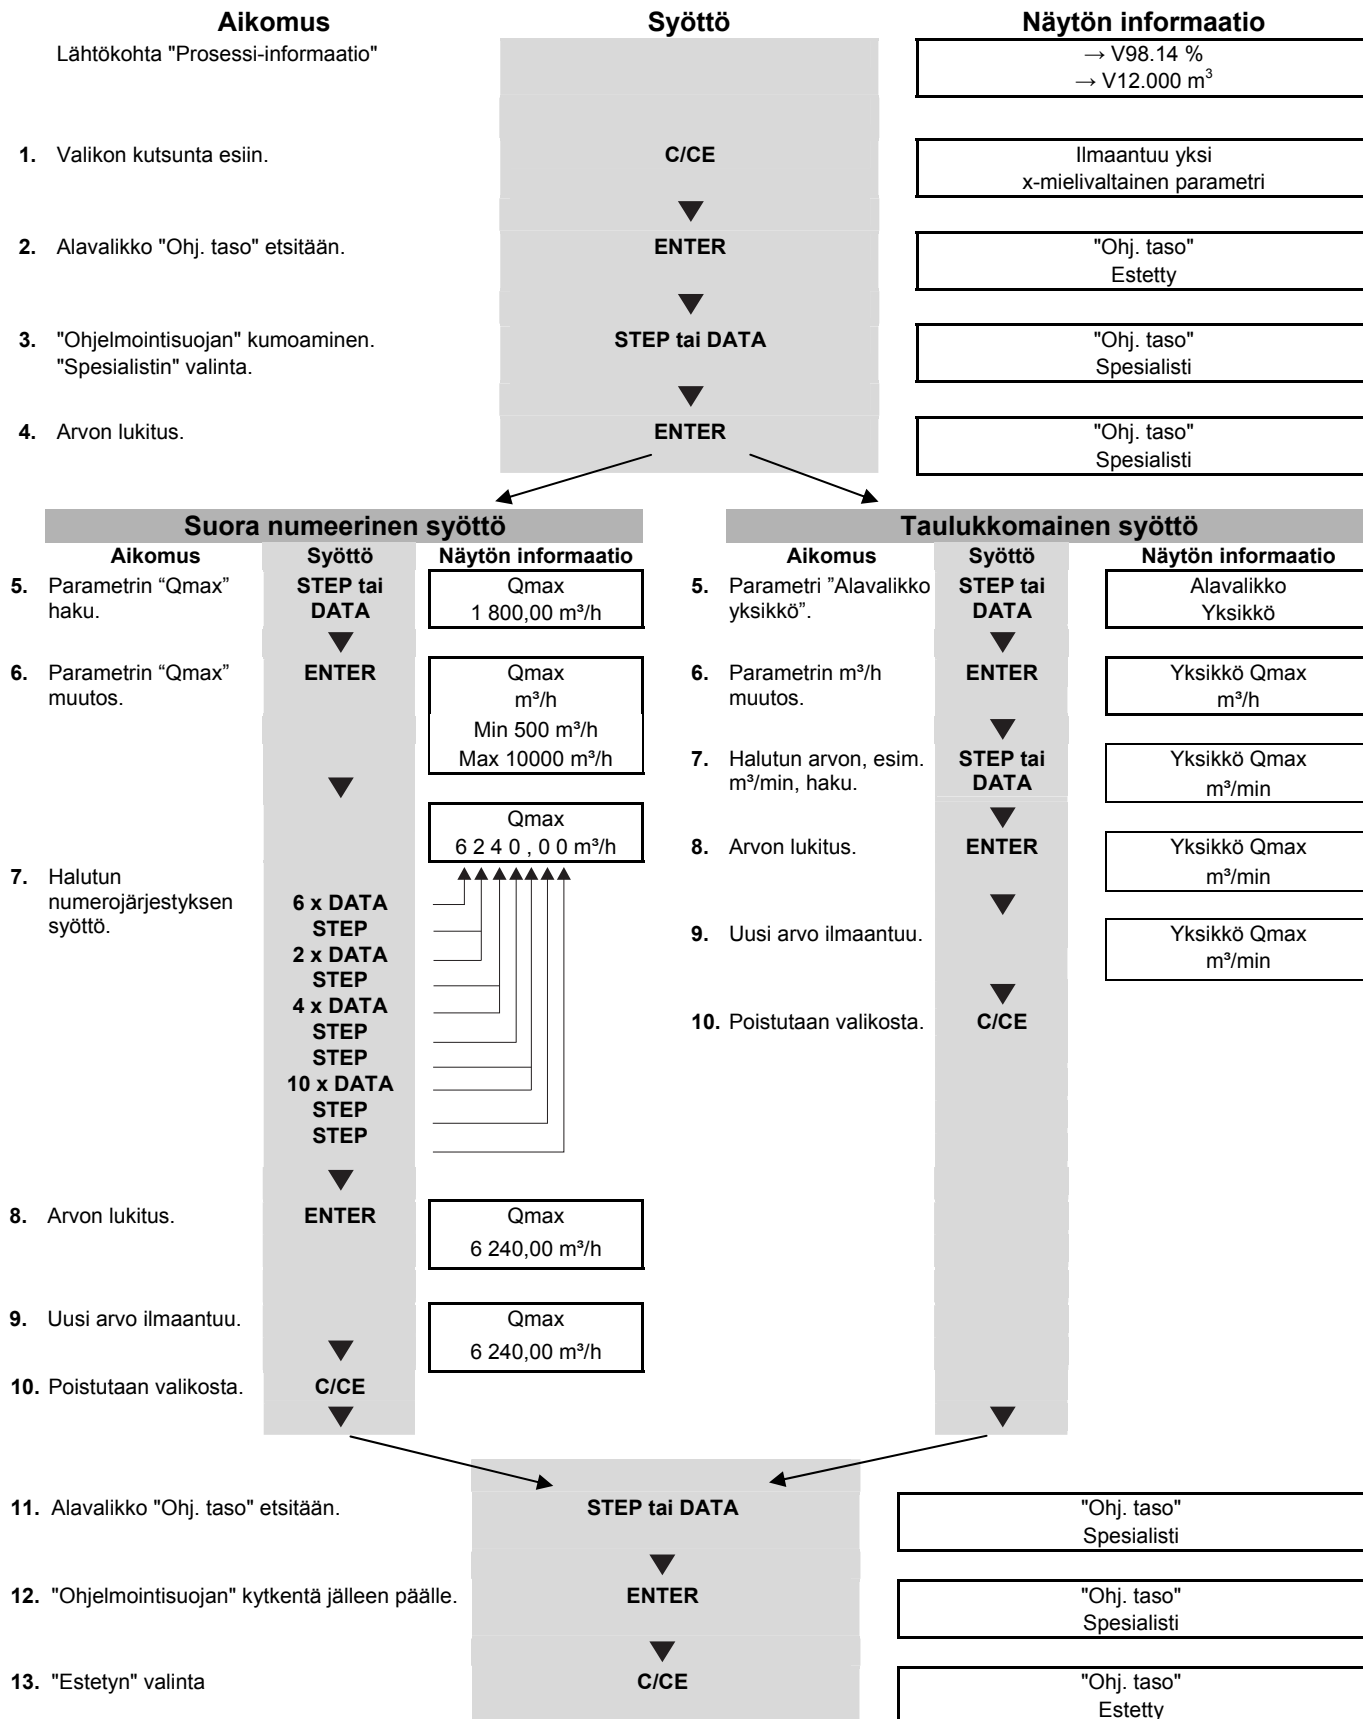 Aikomus Syöttö Näytön informaatio
Lähtökohta "Prosessi-informaatio"
→ V98.14 %
→ V12.000 m³
1. Valikon kutsunta esiin. C/CE
Ilmaantuu yksi
x-mielivaltainen parametri
2. Alavalikko "Ohj. taso" etsitään. ENTER
"Ohj. taso"
Estetty
3. "Ohjelmointisuojan" kumoaminen.
"Spesialistin" valinta.
STEP tai DATA
"Ohj. taso"
Spesialisti
4. Arvon lukitus. ENTER
"Ohj. taso"
Spesialisti
Suora numeerinen syöttö
Aikomus Syöttö Näytön informaatio
5. Parametrin “Qmax”
haku.
STEP tai
DATA
Qmax
1 800,00 m³/h
6. Parametrin “Qmax”
muutos.
ENTER
Qmax
m³/h
Min 500 m³/h
Max 10000 m³/h
Qmax
6 2 4 0 , 0 0 m³/h
7. Halutun
numerojärjestyksen
syöttö.
6 x DATA
STEP
2 x DATA
STEP
4 x DATA
STEP
STEP
10 x DATA
STEP
STEP
8. Arvon lukitus. ENTER
Qmax
6 240,00 m³/h
9. Uusi arvo ilmaantuu.
Qmax
6 240,00 m³/h
10. Poistutaan valikosta. C/CE
Taulukkomainen syöttö
Aikomus Syöttö Näytön informaatio
5. Parametri ”Alavalikko
yksikkö”.
STEP tai
DATA
Alavalikko
Yksikkö
6. Parametrin m³/h
muutos.
ENTER
Yksikkö Qmax
m³/h
7. Halutun arvon, esim.
m³/min, haku.
STEP tai
DATA
Yksikkö Qmax
m³/min
8. Arvon lukitus. ENTER
Yksikkö Qmax
m³/min
9. Uusi arvo ilmaantuu.
Yksikkö Qmax
m³/min
10. Poistutaan valikosta. C/CE
11. Alavalikko "Ohj. taso" etsitään. STEP tai DATA
"Ohj. taso"
Spesialisti
12. "Ohjelmointisuojan" kytkentä jälleen päälle. ENTER
"Ohj. taso"
Spesialisti
13. "Estetyn" valinta C/CE
"Ohj. taso"
Estetty